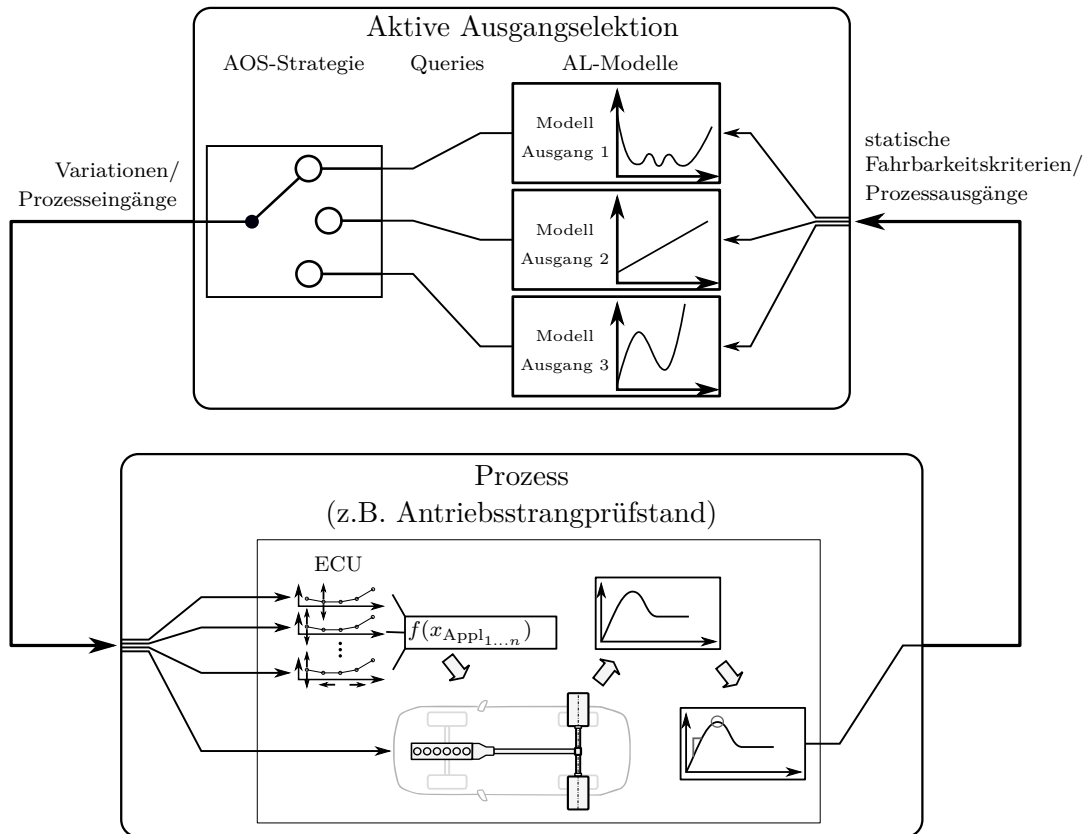 Aktive Ausgangselektion
AOS-Strategie
Queries
AL-Modelle
Modell
Ausgang 1
Modell
Ausgang 2
Modell
Ausgang 3
Variationen/
Prozesseingänge
statische
Fahrbarkeitskriterien/
Prozessausgänge
Prozess
(z.B. Antriebsstrangprüfstand)
ECU
f(x_{Appl_{1...n}})